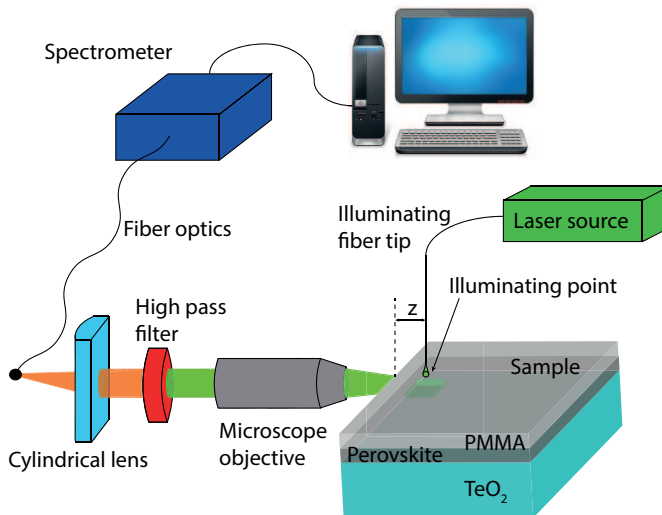 Spectrometer
Fiber optics
Illuminating
fiber tip
Laser source
Illuminating point
z
High pass
filter
Sample
Microscope
objective
Cylindrical lens
PMMA
Perovskite
TeO₂